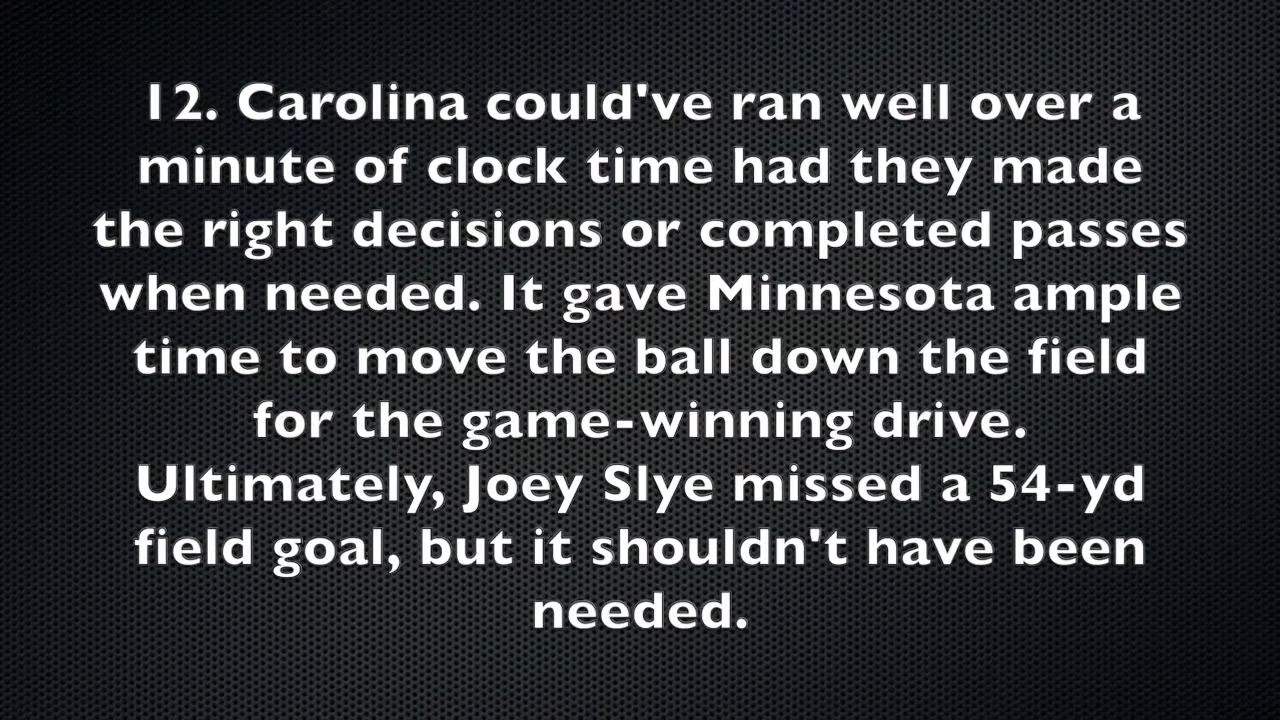 12. Carolina could've ran well over a
minute of clock time had they made
the right decisions or completed passes
when needed. It gave Minnesota ample
time to move the ball down the field
for the game-winning drive.
Ultimately, Joey Slye missed a 54-yd
field goal, but it shouldn't have been
needed.